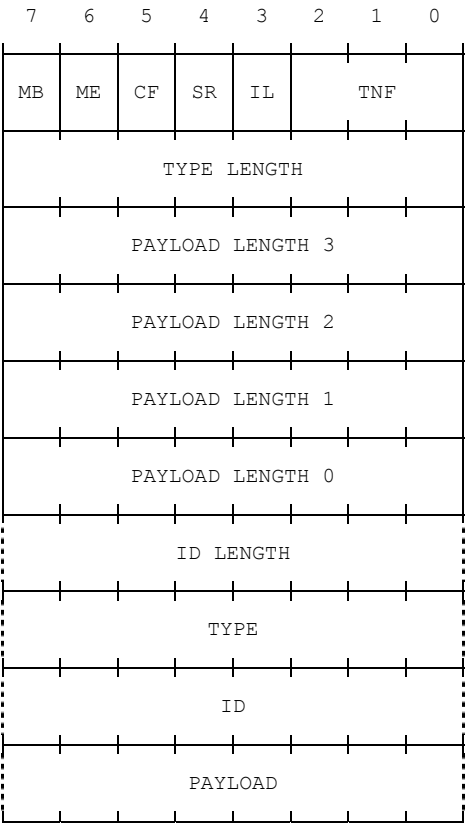 7 6 5 4 3 2 1 0
MB ME CF SR IL TNF
TYPE LENGTH
PAYLOAD LENGTH 3
PAYLOAD LENGTH 2
PAYLOAD LENGTH 1
PAYLOAD LENGTH 0
ID LENGTH
TYPE
ID
PAYLOAD